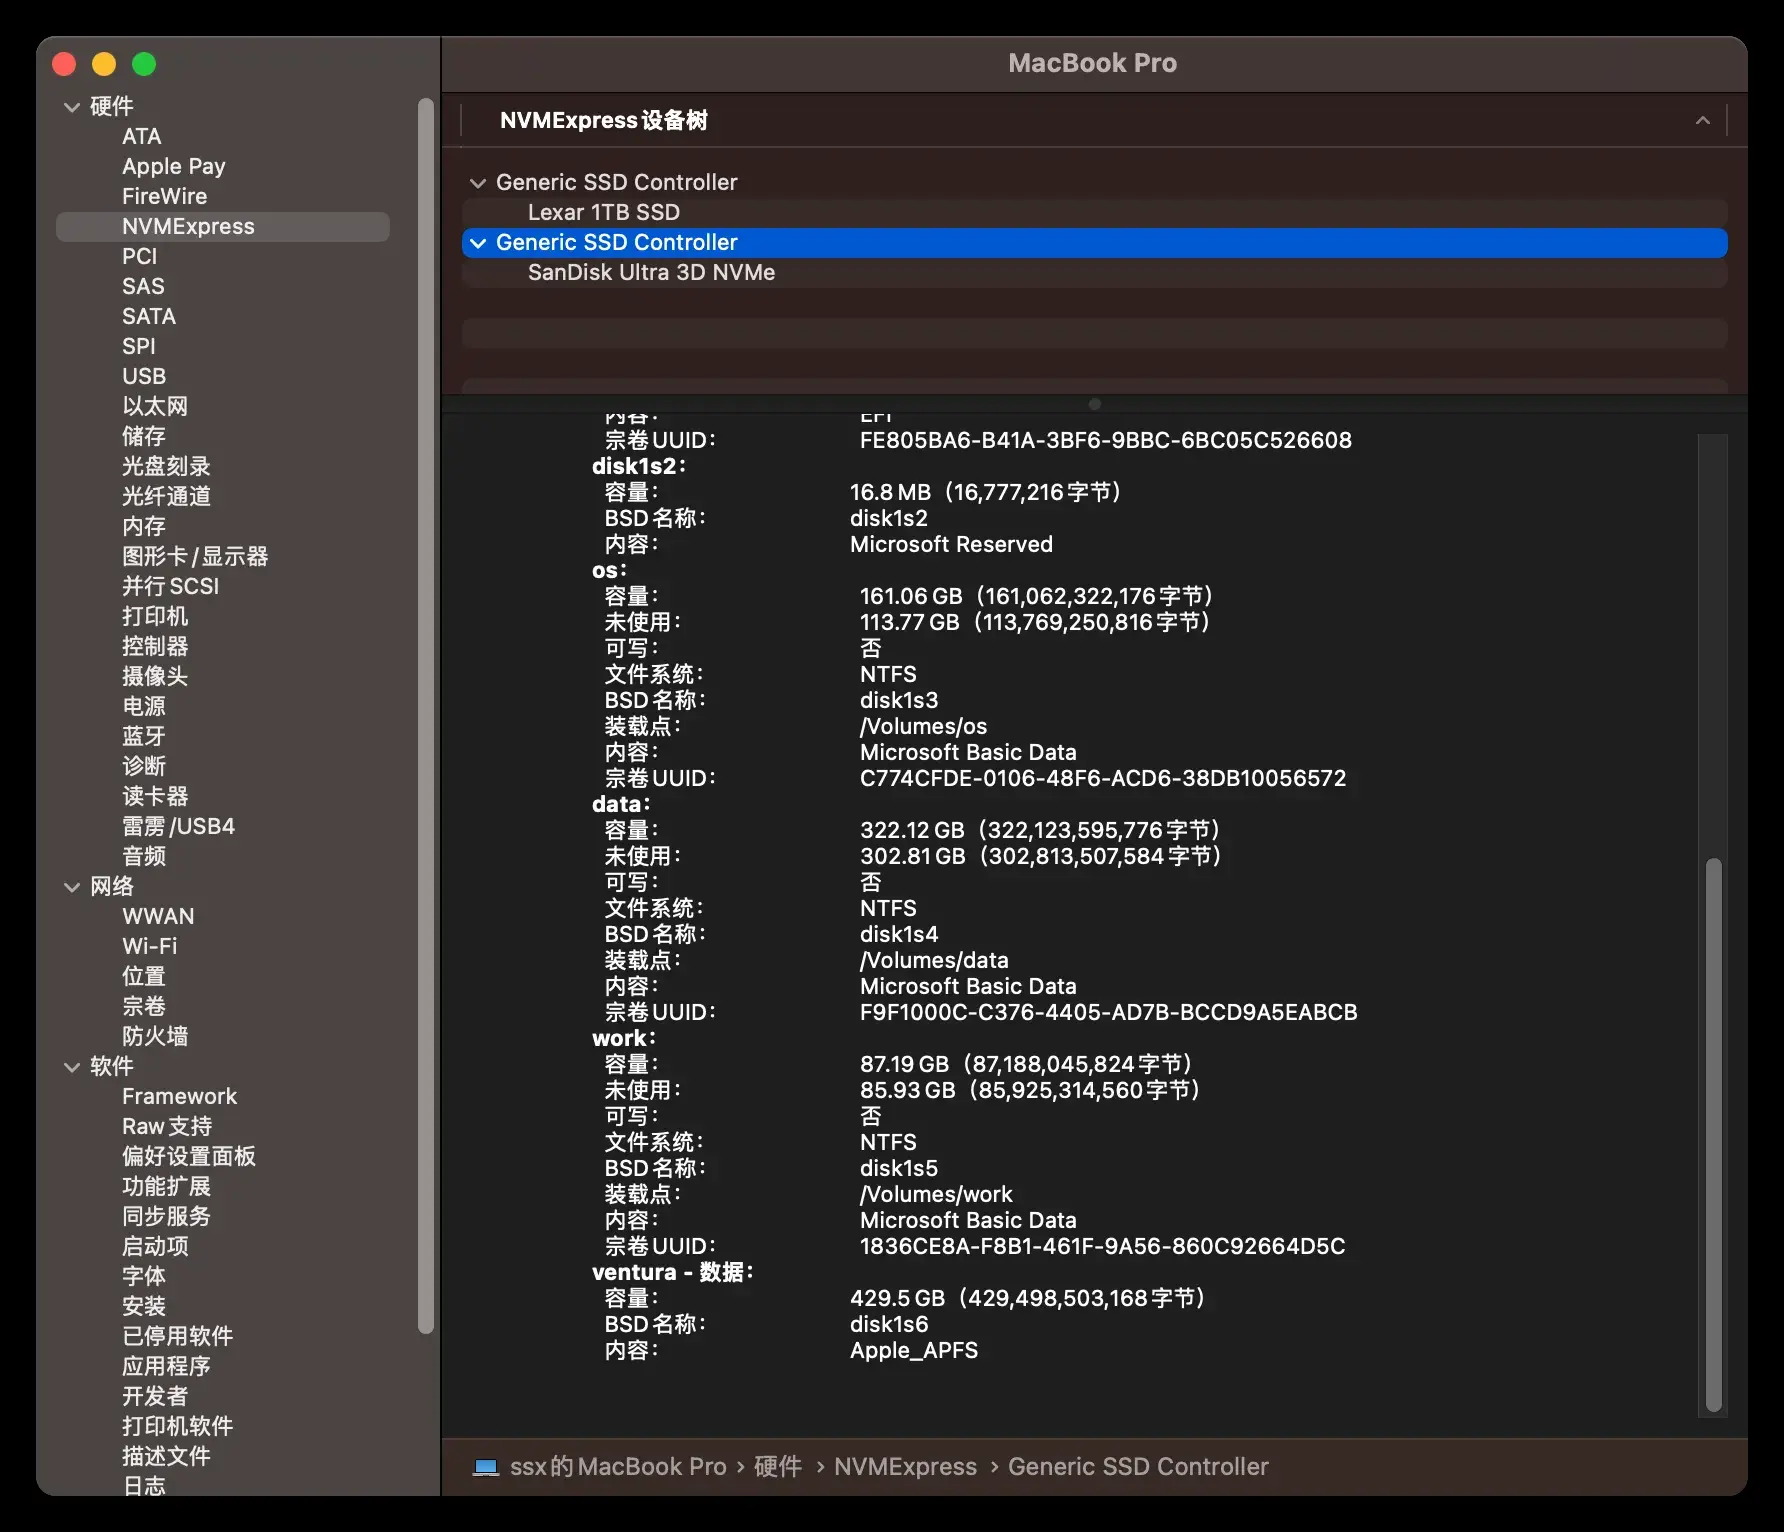 MacBook Pro
硬件
ATA
Apple Pay
FireWire
NVMExpress
PCI
SAS
SATA
SPI
USB
以太网
储存
光盘刻录
光纤通道
内存
图形卡/显示器
并行SCSI
打印机
控制器
摄像头
电源
蓝牙
诊断
读卡器
雷雳/USB4
音频
网络
WWAN
Wi-Fi
位置
宗卷
防火墙
软件
Framework
Raw支持
偏好设置面板
功能扩展
同步服务
启动项
字体
安装
已停用软件
应用程序
开发者
打印机软件
描述文件
日志
NVMExpress设备树
Generic SSD Controller
Lexar 1TB SSD
Generic SSD Controller
SanDisk Ultra 3D NVMe
内容： EFI
宗卷UUID： FE805BA6-B41A-3BF6-9BBC-6BC05C526608
disk1s2：
容量： 16.8 MB（16,777,216字节）
BSD名称： disk1s2
内容： Microsoft Reserved
os：
容量： 161.06 GB（161,062,322,176字节）
未使用： 113.77 GB（113,769,250,816字节）
可写： 否
文件系统： NTFS
BSD名称： disk1s3
装载点： /Volumes/os
内容： Microsoft Basic Data
宗卷UUID： C774CFDE-0106-48F6-ACD6-38DB10056572
data：
容量： 322.12 GB（322,123,595,776字节）
未使用： 302.81 GB（302,813,507,584字节）
可写： 否
文件系统： NTFS
BSD名称： disk1s4
装载点： /Volumes/data
内容： Microsoft Basic Data
宗卷UUID： F9F1000C-C376-4405-AD7B-BCCD9A5EABCB
work：
容量： 87.19 GB（87,188,045,824字节）
未使用： 85.93 GB（85,925,314,560字节）
可写： 否
文件系统： NTFS
BSD名称： disk1s5
装载点： /Volumes/work
内容： Microsoft Basic Data
宗卷UUID： 1836CE8A-F8B1-461F-9A56-860C92664D5C
ventura - 数据：
容量： 429.5 GB（429,498,503,168字节）
BSD名称： disk1s6
内容： Apple_APFS
ssx的MacBook Pro › 硬件 › NVMExpress › Generic SSD Controller